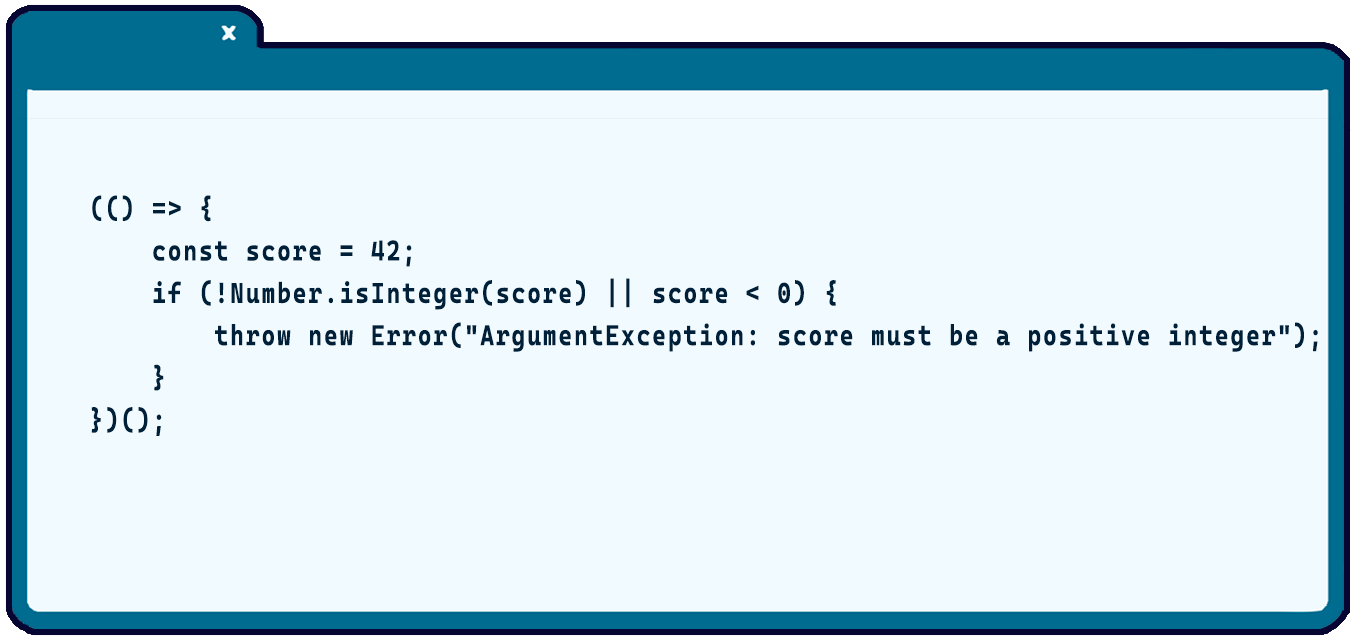 x
(() => {
    const score = 42;
    if (!Number.isInteger(score) || score < 0) {
        throw new Error("ArgumentException: score must be a positive integer");
    }
})();